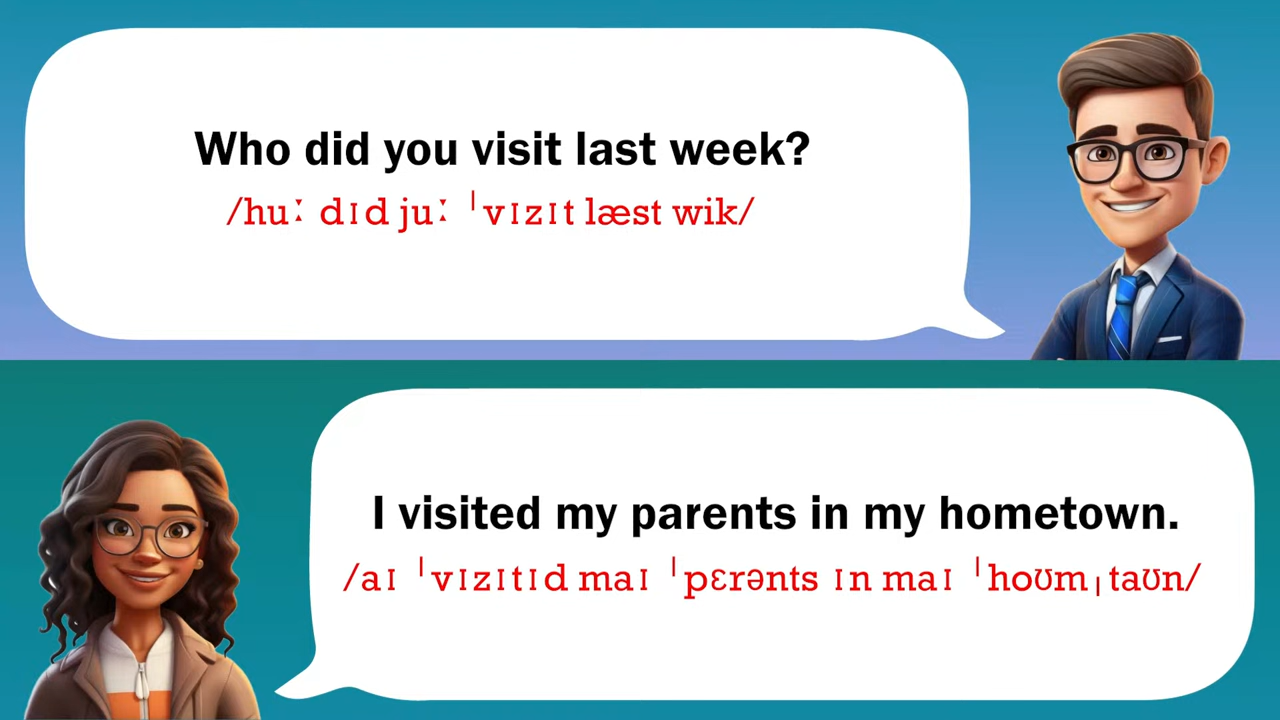 Who did you visit last week?
/huː dɪd juː ˈvɪzɪt læst wik/
I visited my parents in my hometown.
/aɪ ˈvɪzɪtɪd maɪ ˈpɛrənts ɪn maɪ ˈhoʊmˌtaʊn/